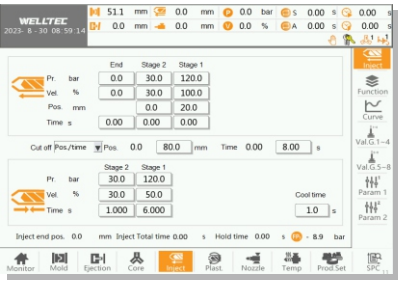 WELLTEC
2023- 8 - 30 08:59:14
51.1 mm 0.0 mm 0.0 bar S 0.00 s 0.00 s
0.0 mm 0.0 mm V 0.0 % A 0.00 s 0.00 s
Inject
Function
Curve
Val.G.1-4
Val.G.5-8
Param 1
Param 2
End Stage 2 Stage 1
Pr. bar 0.0 30.0 120.0
Vel. % 0.0 30.0 100.0
Pos. mm 0.0 20.0
Time s 0.00 0.00 0.00
Cut off Pos./time Pos. 0.0 80.0 mm Time 0.00 8.00 s
Stage 2 Stage 1
Pr. bar 30.0 120.0
Vel. % 30.0 50.0 Cool time
Time s 1.000 6.000 1.0 s
Inject end pos. 0.0 mm Inject Total time 0.00 s Hold time 0.00 s - 8.9 bar
Monitor Mold Ejection Core Inject Plast. Nozzle Temp Prod.Set SPC